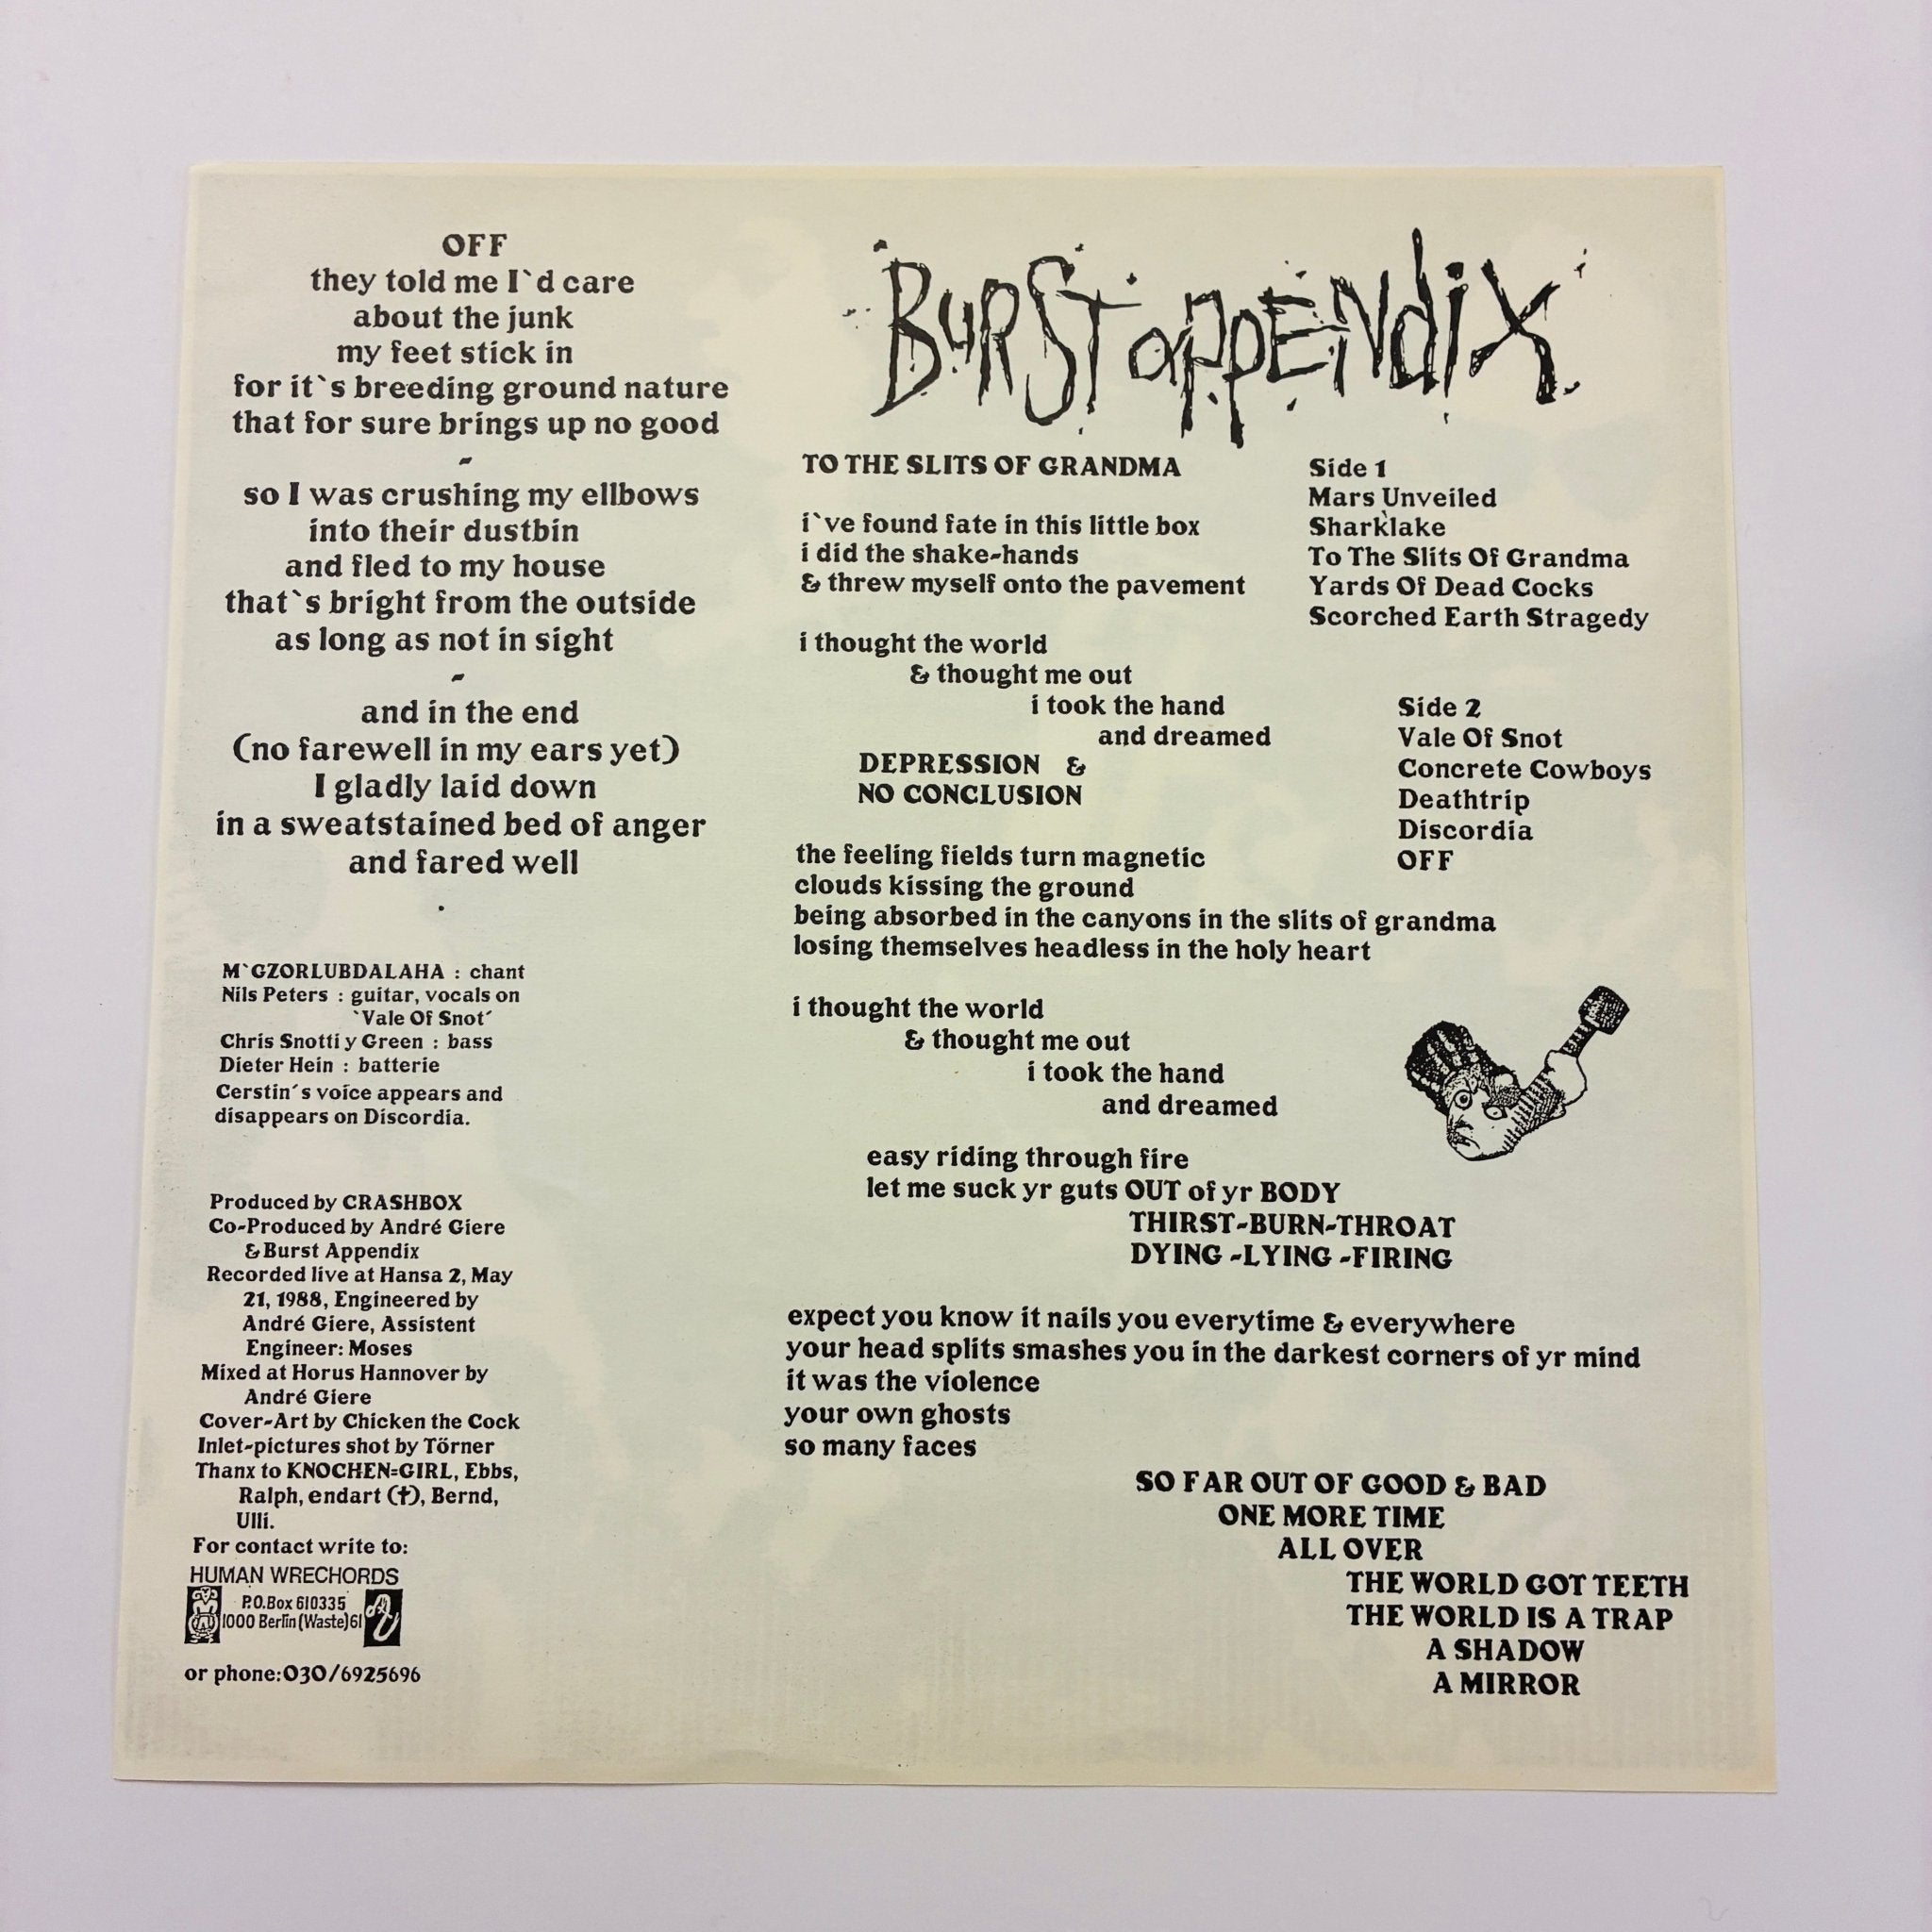 OFF
they told me I`d care
about the junk
my feet stick in
for it`s breeding ground nature
that for sure brings up no good
-
so I was crushing my ellbows
into their dustbin
and fled to my house
that`s bright from the outside
as long as not in sight
-
and in the end
(no farewell in my ears yet)
I gladly laid down
in a sweatstained bed of anger
and fared well
.
M`GZORLUBDALAHA : chant
Nils Peters : guitar, vocals on
`Vale Of Snot´
Chris Snotti y Green : bass
Dieter Hein : batterie
Cerstin´s voice appears and
disappears on Discordia.
Produced by CRASHBOX
Co-Produced by André Giere
& Burst Appendix
Recorded live at Hansa 2, May
21, 1988, Engineered by
André Giere, Assistent
Engineer: Moses
Mixed at Horus Hannover by
André Giere
Cover-Art by Chicken the Cock
Inlet-pictures shot by Törner
Thanx to KNOCHEN=GIRL, Ebbs,
Ralph, endart (✝), Bernd,
Ulli.
For contact write to:
HUMAN WRECHORDS
P.O.Box 610335
1000 Berlin (Waste) 61
or phone:030/6925696
BURST appENdiX
TO THE SLITS OF GRANDMA
i`ve found fate in this little box
i did the shake-hands
& threw myself onto the pavement
i thought the world
& thought me out
i took the hand
and dreamed
DEPRESSION &
NO CONCLUSION
the feeling fields turn magnetic
clouds kissing the ground
being absorbed in the canyons in the slits of grandma
losing themselves headless in the holy heart
i thought the world
& thought me out
i took the hand
and dreamed
easy riding through fire
let me suck yr guts OUT of yr BODY
THIRST-BURN-THROAT
DYING -LYING -FIRING
expect you know it nails you everytime & everywhere
your head splits smashes you in the darkest corners of yr mind
it was the violence
your own ghosts
so many faces
SO FAR OUT OF GOOD & BAD
ONE MORE TIME
ALL OVER
THE WORLD GOT TEETH
THE WORLD IS A TRAP
A SHADOW
A MIRROR
Side 1
Mars Unveiled
Shark`lake
To The Slits Of Grandma
Yards Of Dead Cocks
Scorched Earth Stragedy
Side 2
Vale Of Snot
Concrete Cowboys
Deathtrip
Discordia
OFF